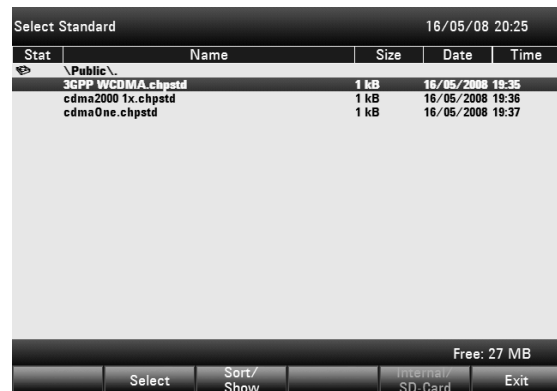 Select Standard 16/05/08 20:25
Stat Name Size Date Time
\Public\.
3GPP WCDMA.chpstd 1 kB 16/05/2008 19:35
cdma2000 1x.chpstd 1 kB 16/05/2008 19:36
cdmaOne.chpstd 1 kB 16/05/2008 19:37
Free: 27 MB
Select Sort/ Internal/ Exit
Show SD-Card